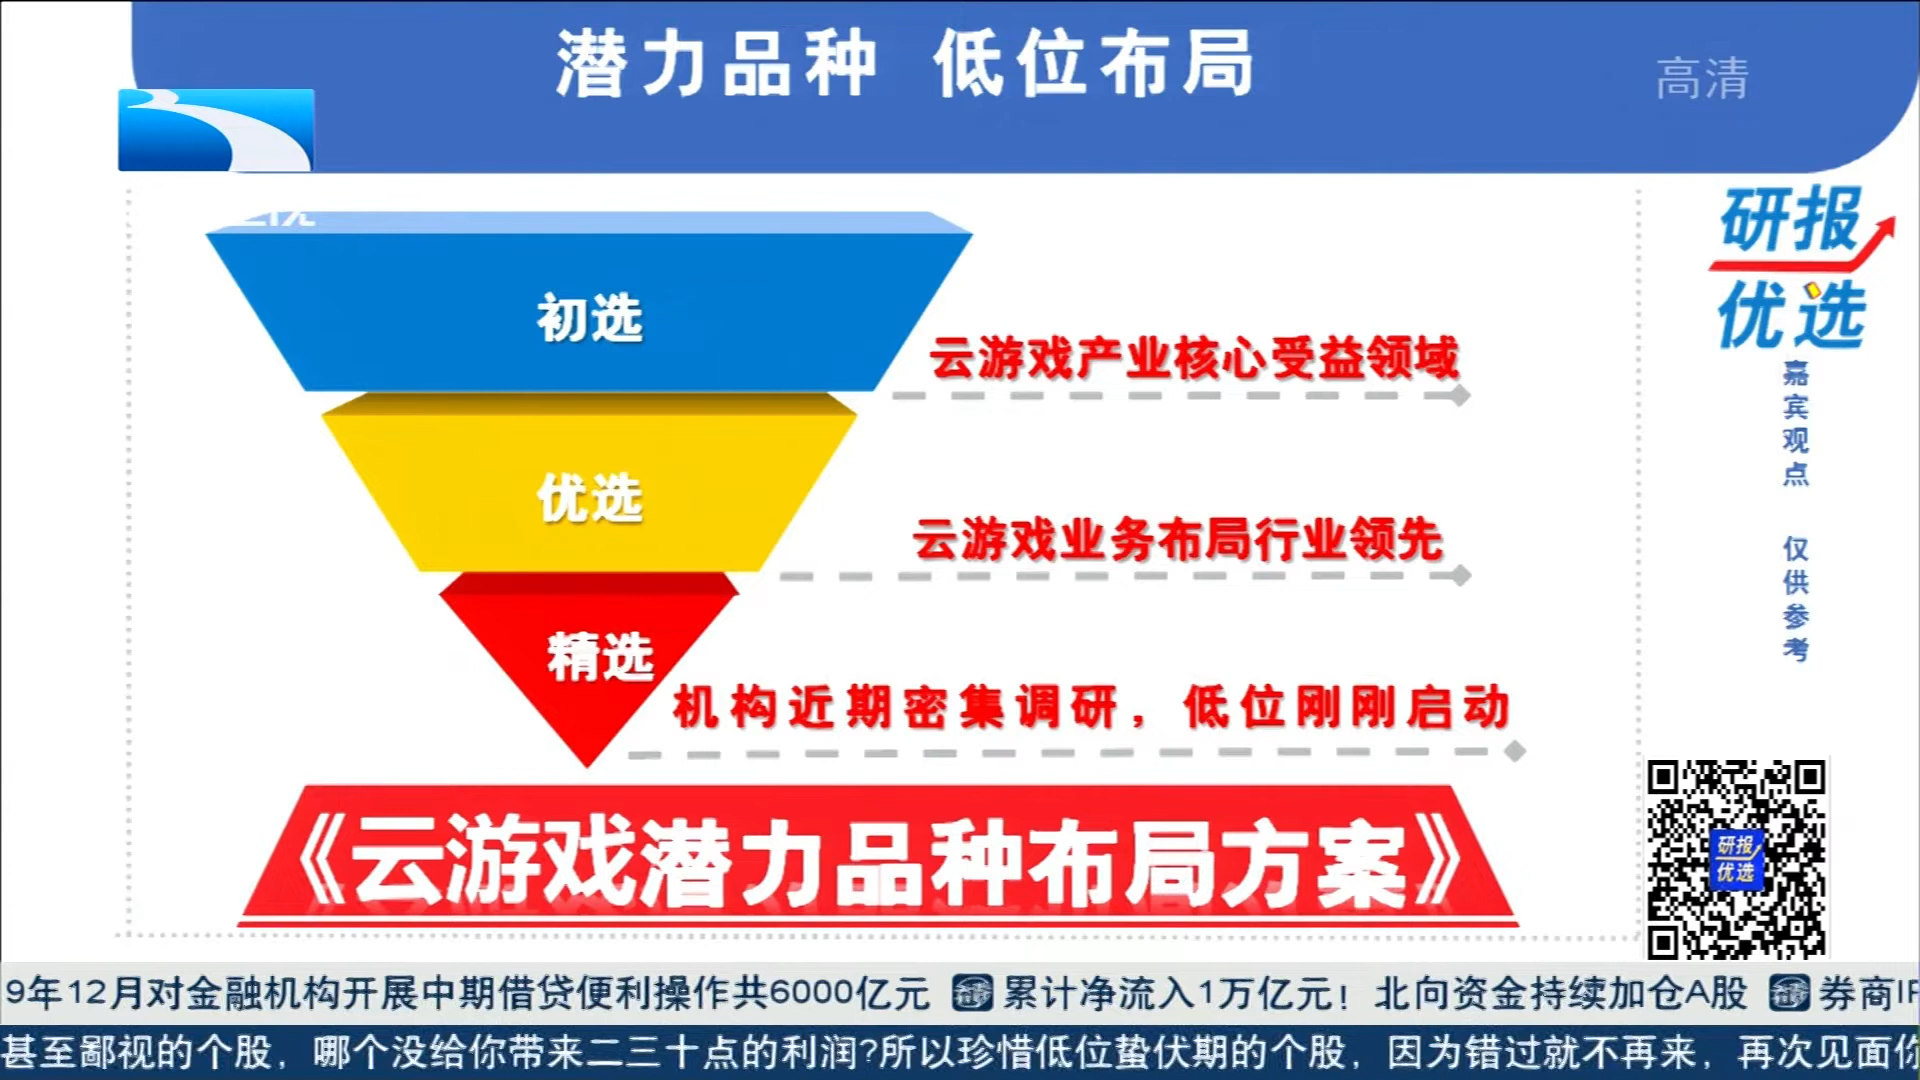 潜力品种 低位布局
高清
研报
优选
嘉宾观点 仅供参考
初选
云游戏产业核心受益领域
优选
云游戏业务布局行业领先
精选
机构近期密集调研，低位刚刚启动
《云游戏潜力品种布局方案》
研报
优选
9年12月对金融机构开展中期借贷便利操作共6000亿元 累计净流入1万亿元！北向资金持续加仓A股 券商IP
甚至鄙视的个股，哪个没给你带来二三十点的利润?所以珍惜低位蛰伏期的个股，因为错过就不再来，再次见面你